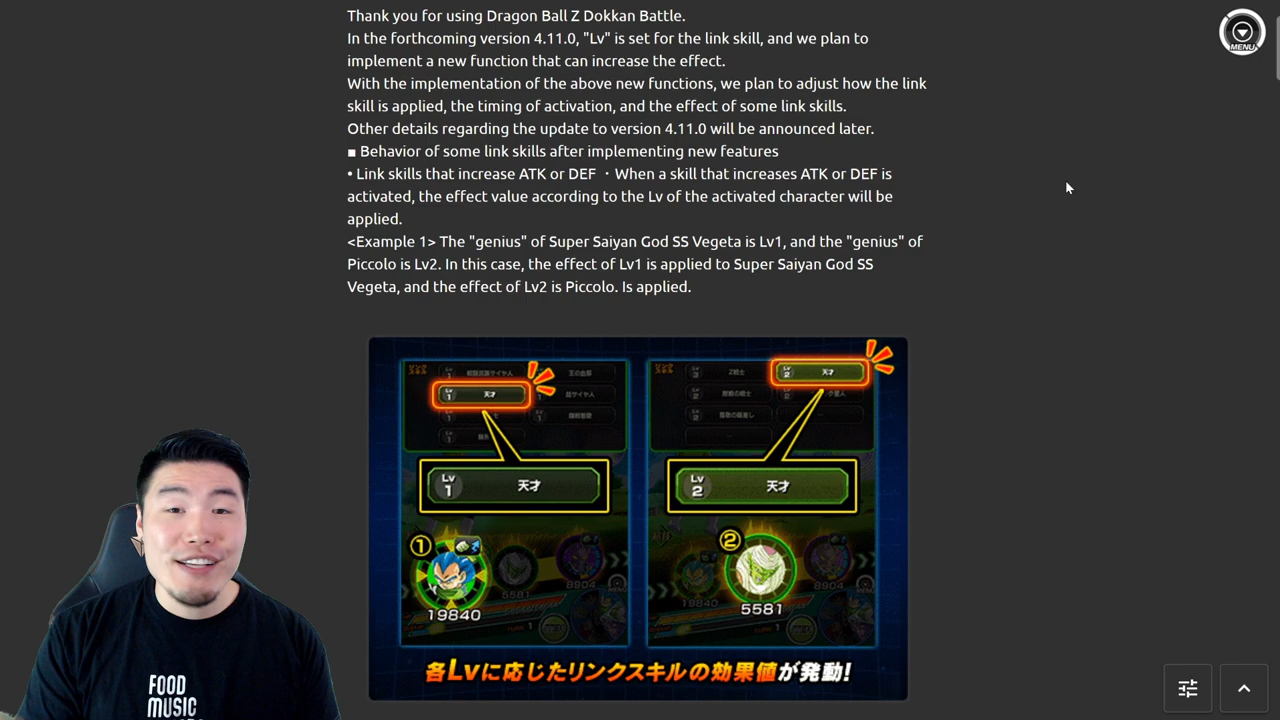 Thank you for using Dragon Ball Z Dokkan Battle.
In the forthcoming version 4.11.0, "Lv" is set for the link skill, and we plan to
implement a new function that can increase the effect.
With the implementation of the above new functions, we plan to adjust how the link
skill is applied, the timing of activation, and the effect of some link skills.
Other details regarding the update to version 4.11.0 will be announced later.
■ Behavior of some link skills after implementing new features
• Link skills that increase ATK or DEF ・When a skill that increases ATK or DEF is
activated, the effect value according to the Lv of the activated character will be
applied.
<Example 1> The "genius" of Super Saiyan God SS Vegeta is Lv1, and the "genius" of
Piccolo is Lv2. In this case, the effect of Lv1 is applied to Super Saiyan God SS
Vegeta, and the effect of Lv2 is Piccolo. Is applied.
MENU
Lv 1 天才
Lv 2 天才
Lv 1 天才
Lv 2 天才
①
②
19840
5581
5581
8904
19840
8904
各Lvに応じたリンクスキルの効果値が発動!
FOOD
MUSIC